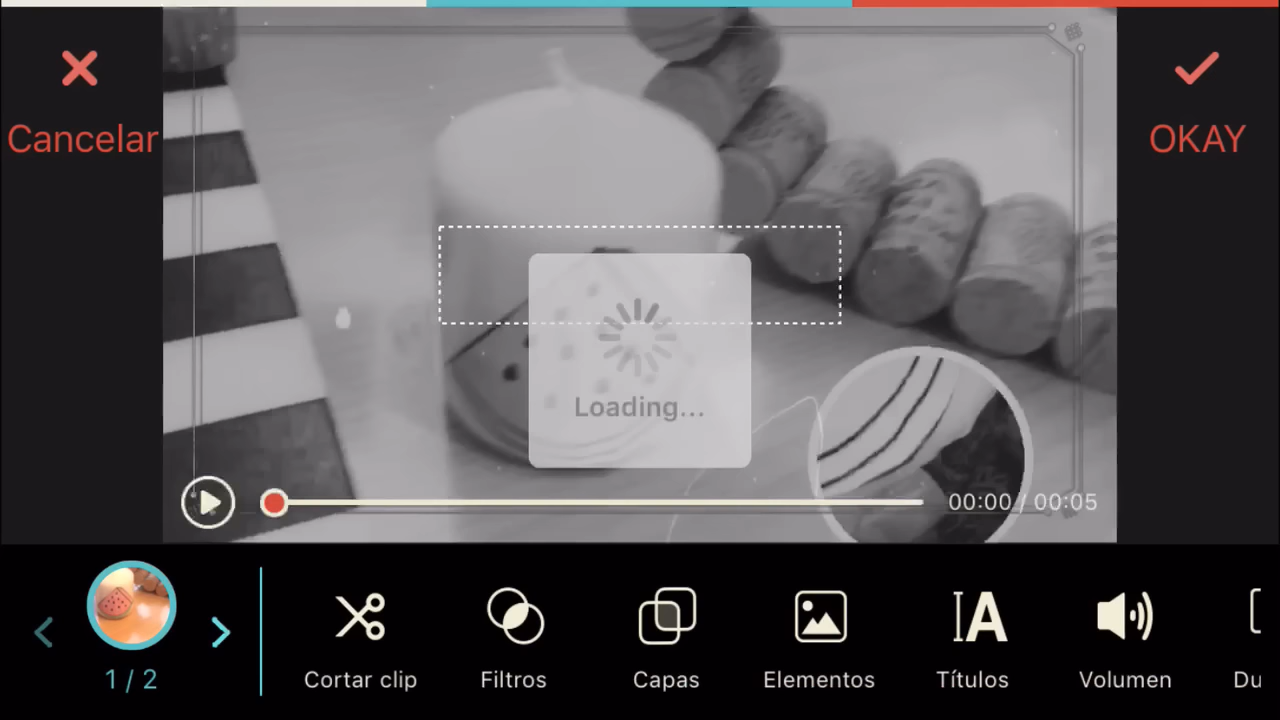 Cancelar
OKAY
Loading...
00:00 / 00:05
1 / 2
Cortar clip
Filtros
Capas
Elementos
Títulos
Volumen
Du